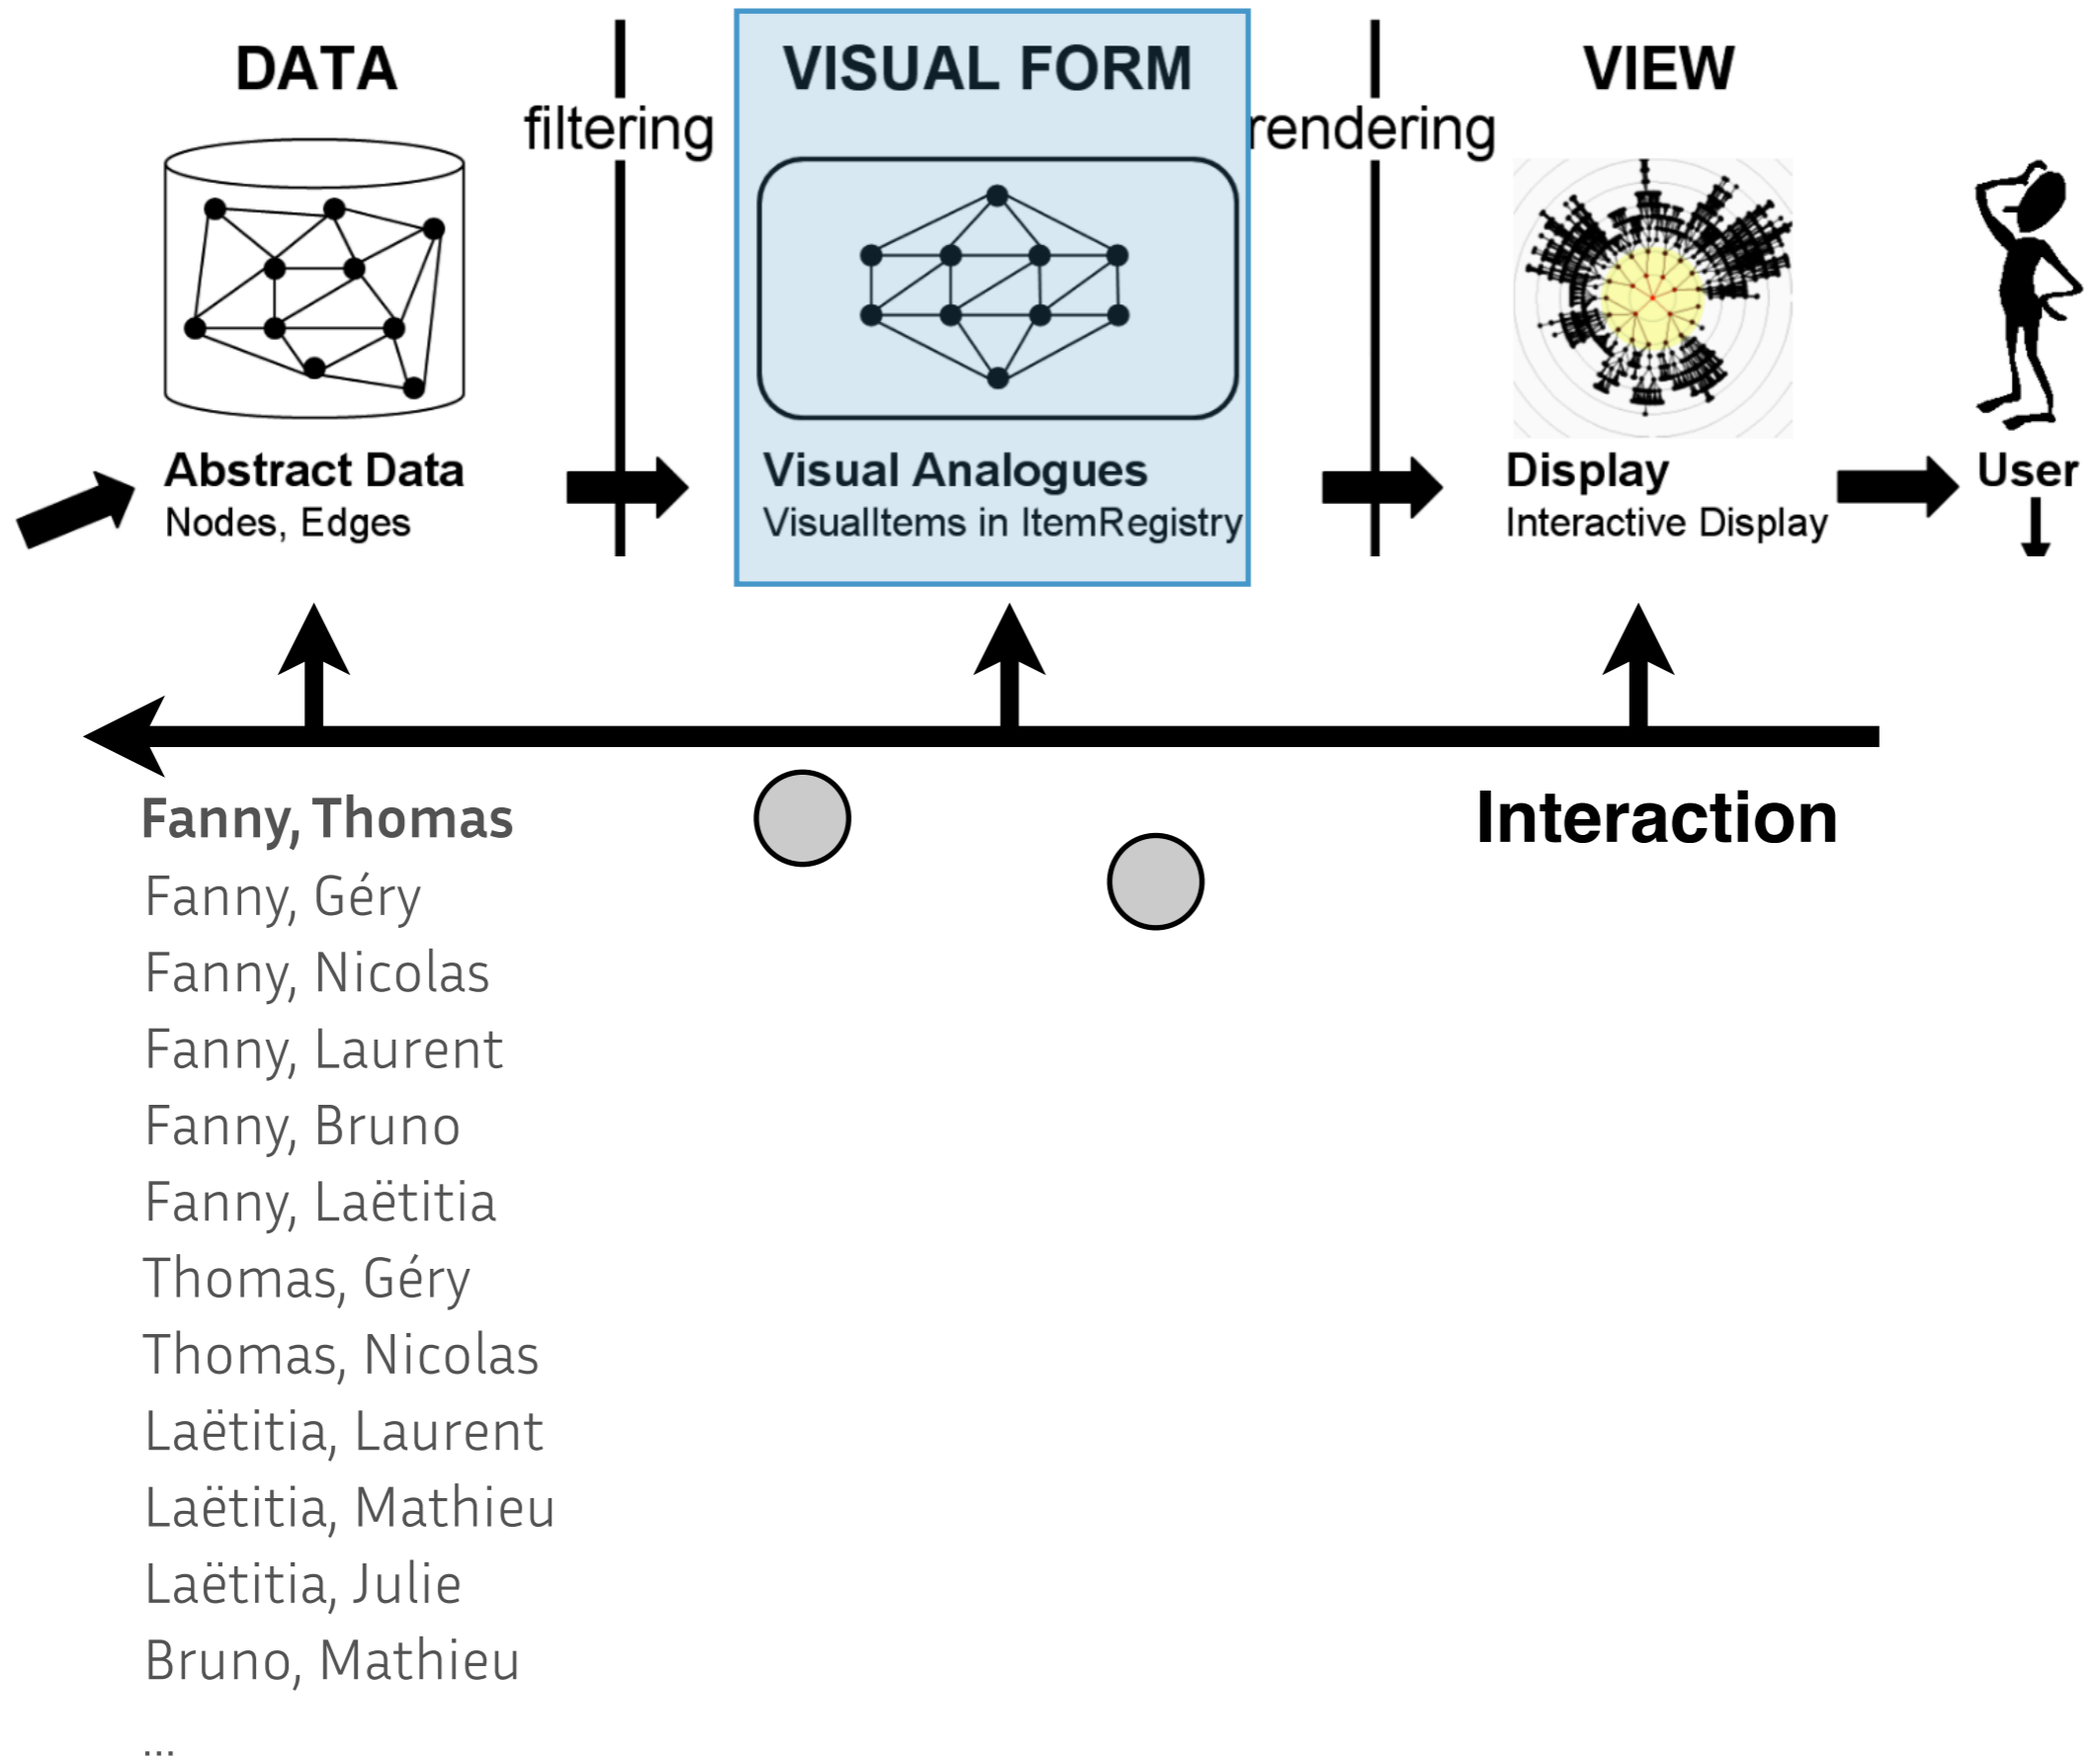 DATA
filtering
VISUAL FORM
rendering
VIEW
Abstract Data
Nodes, Edges
Visual Analogues
VisualItems in ItemRegistry
Display
Interactive Display
User
Interaction
Fanny, Thomas
Fanny, Géry
Fanny, Nicolas
Fanny, Laurent
Fanny, Bruno
Fanny, Laëtitia
Thomas, Géry
Thomas, Nicolas
Laëtitia, Laurent
Laëtitia, Mathieu
Laëtitia, Julie
Bruno, Mathieu
...